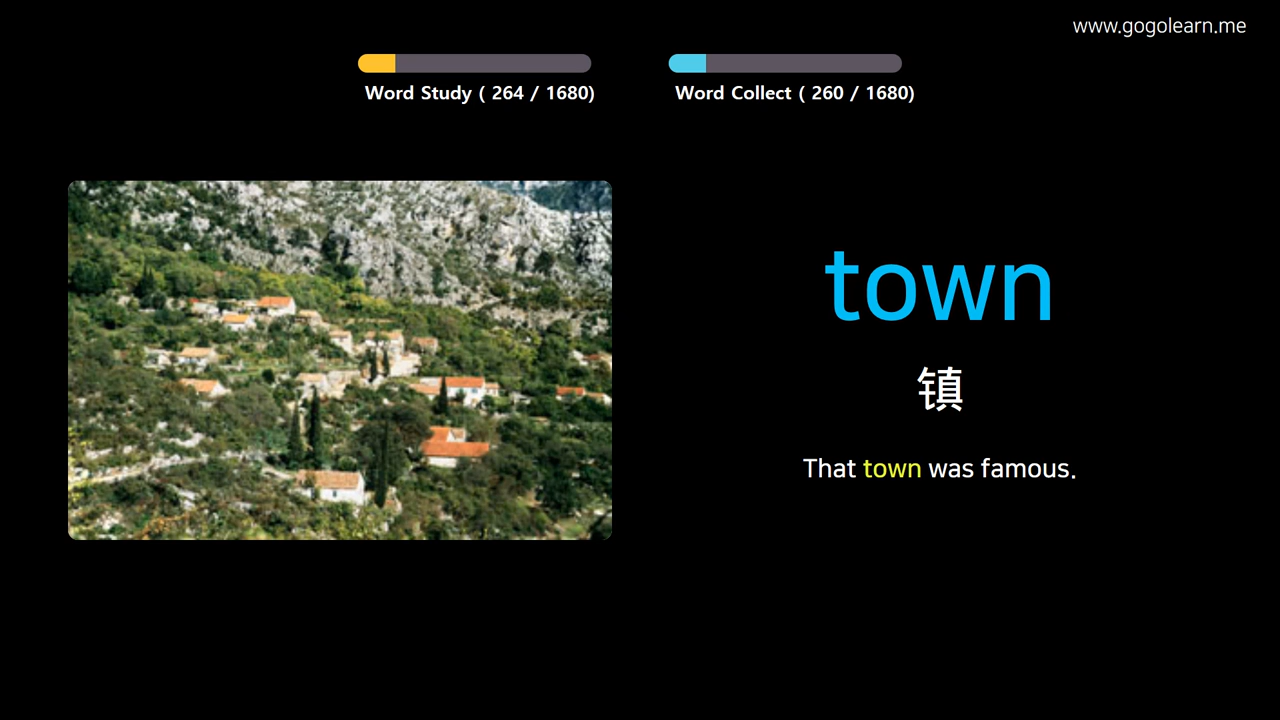 www.gogolearn.me
Word Study ( 264 / 1680)
Word Collect ( 260 / 1680)
town
镇
That town was famous.